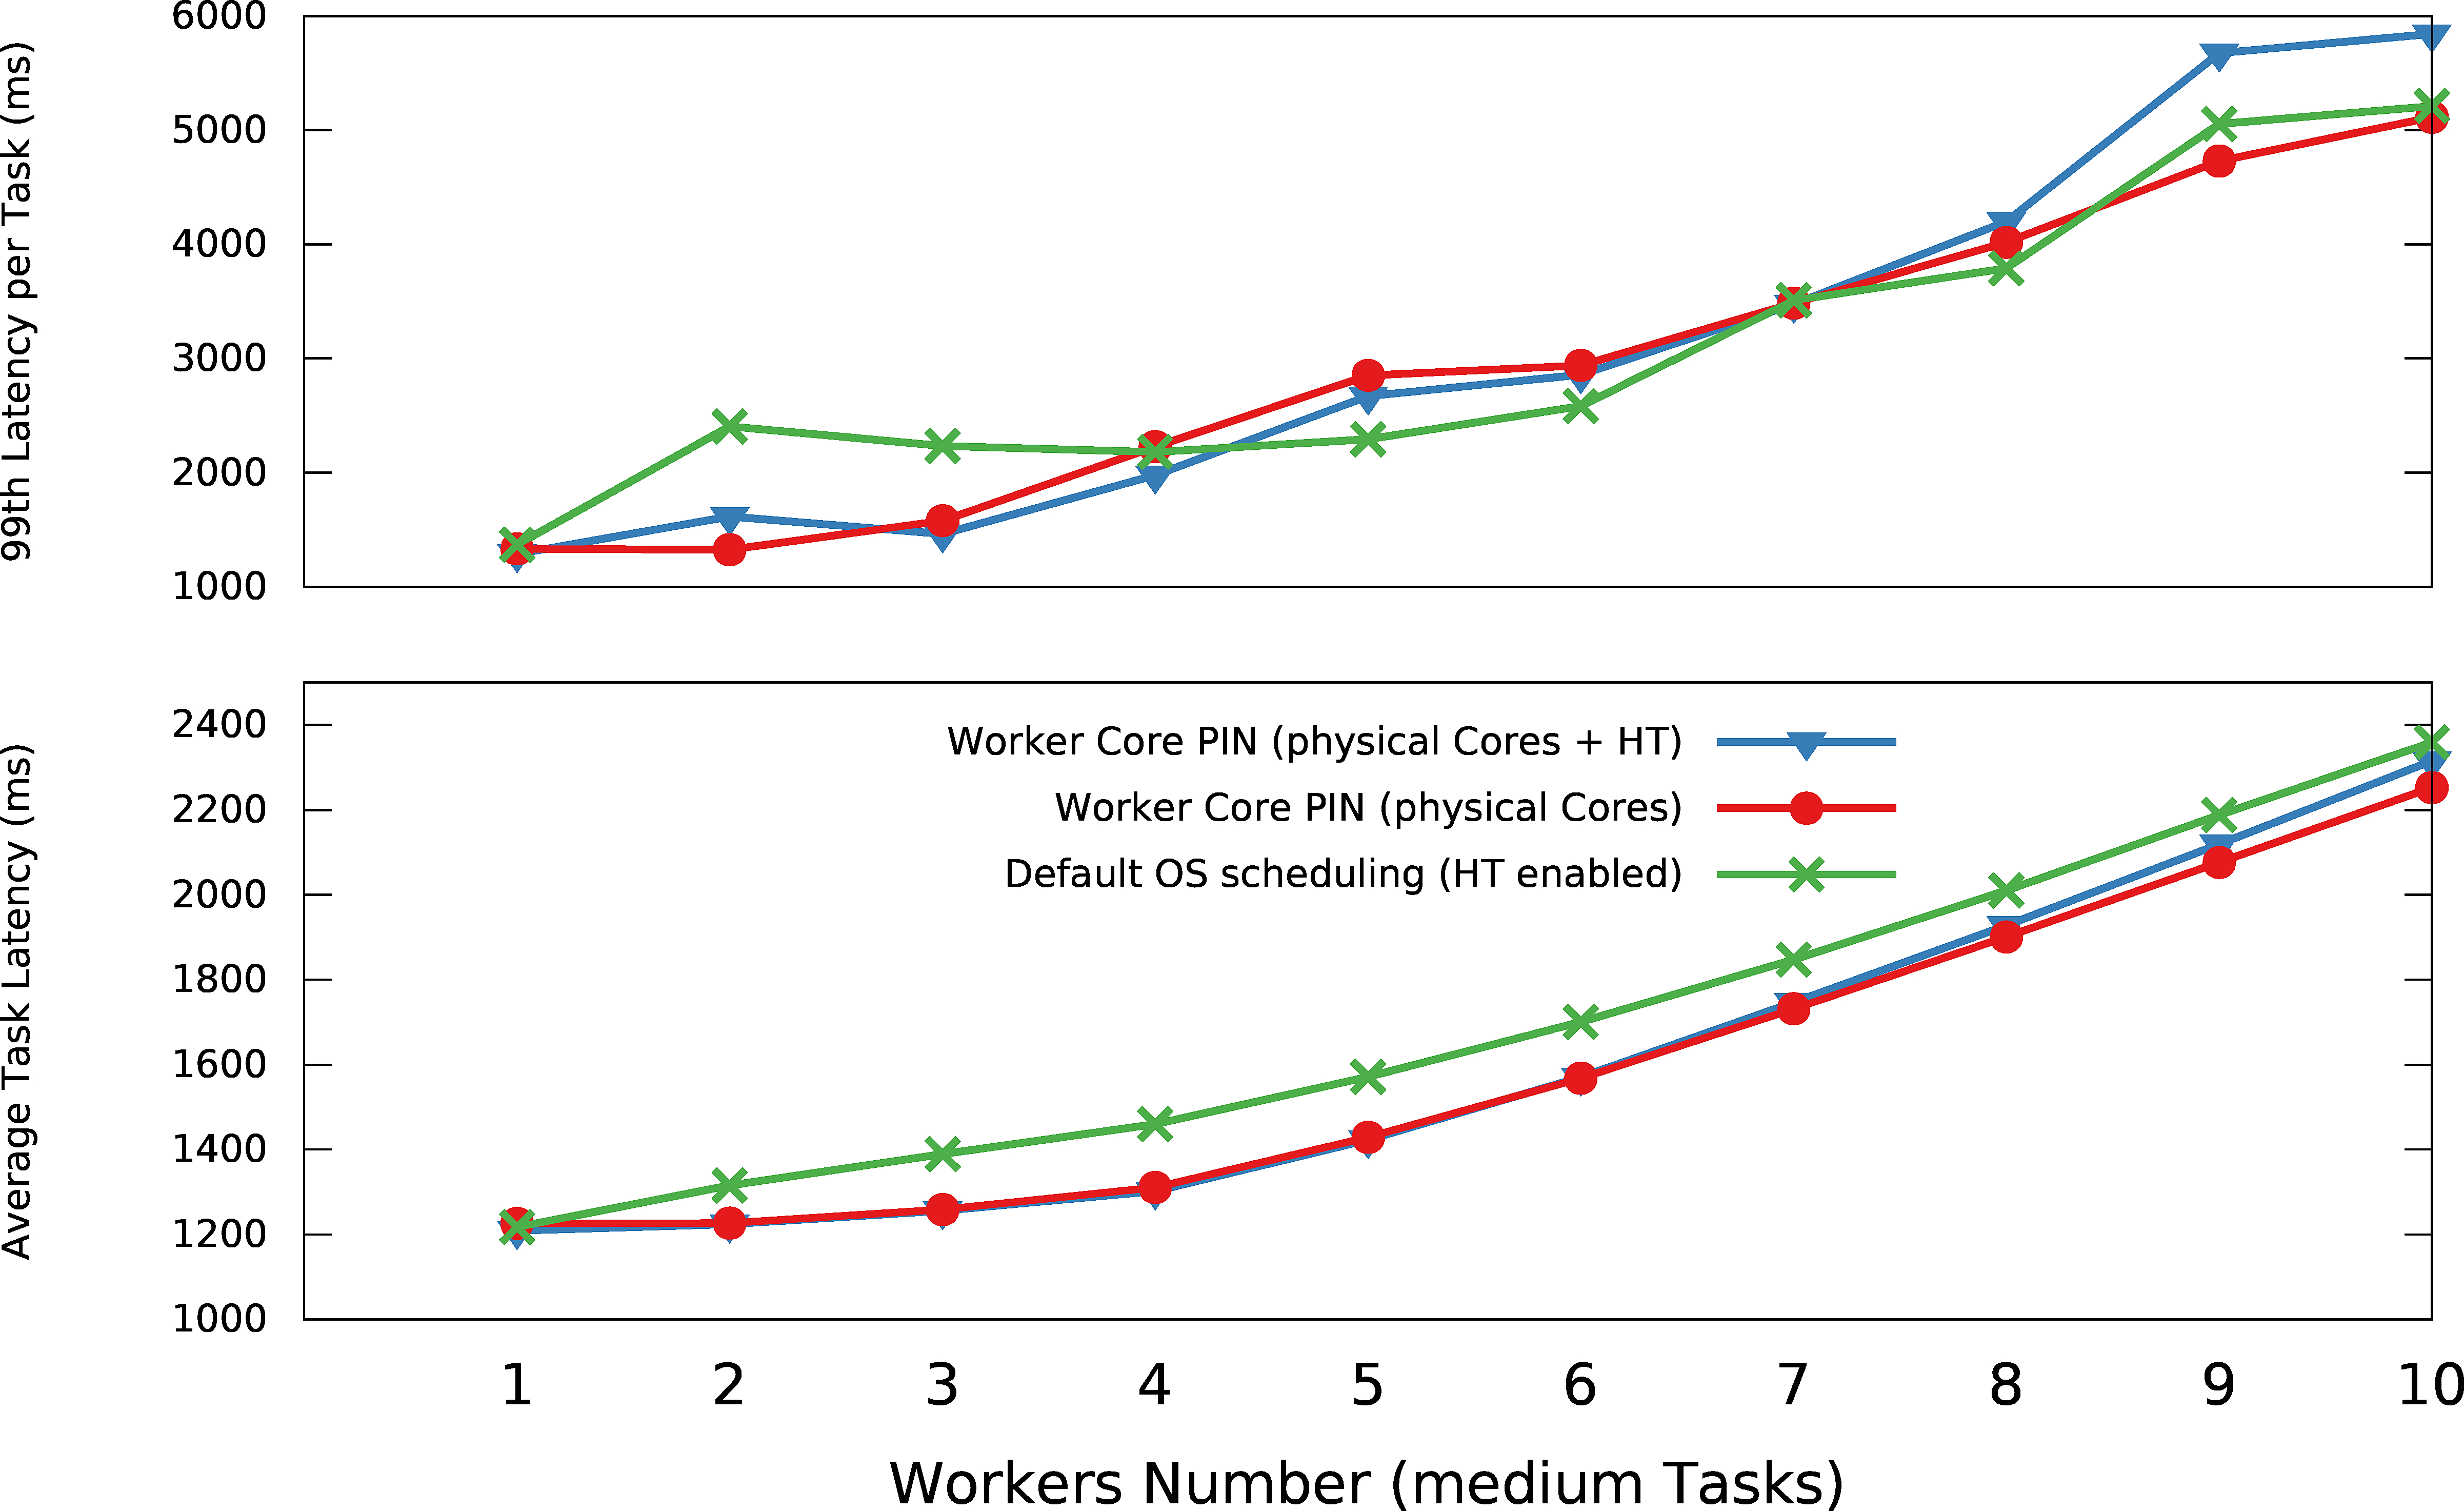 99th Latency per Task (ms)
6000
5000
4000
3000
2000
1000
Average Task Latency (ms)
2400
2200
2000
1800
1600
1400
1200
1000
Worker Core PIN (physical Cores + HT)
Worker Core PIN (physical Cores)
Default OS scheduling (HT enabled)
1 2 3 4 5 6 7 8 9 10
Workers Number (medium Tasks)